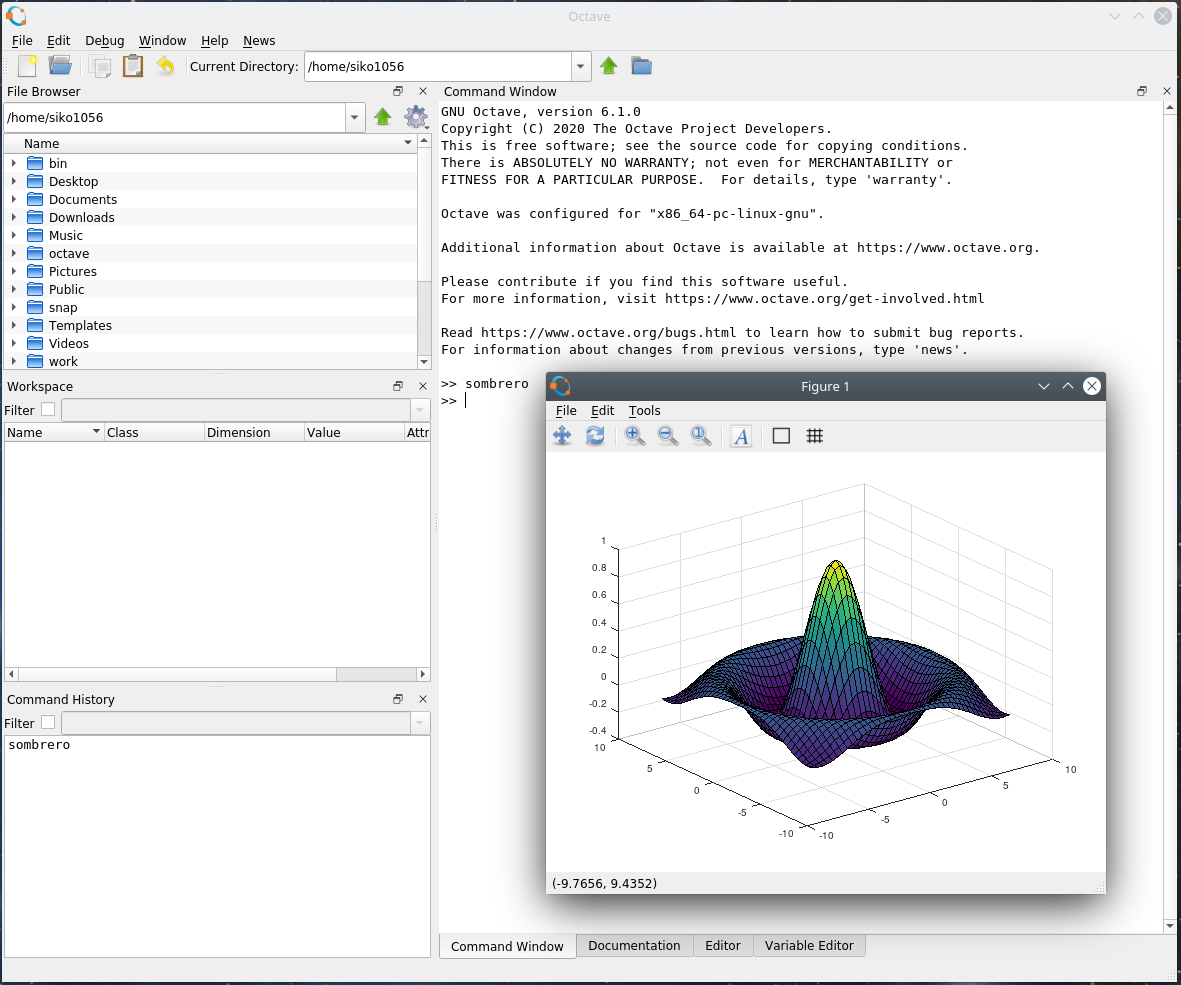 Octave
File Edit Debug Window Help News
Current Directory: /home/siko1056
File Browser
/home/siko1056
Name
bin
Desktop
Documents
Downloads
Music
octave
Pictures
Public
snap
Templates
Videos
work
Workspace
Filter
Name Class Dimension Value Attr
Command History
Filter
sombrero
Command Window
GNU Octave, version 6.1.0
Copyright (C) 2020 The Octave Project Developers.
This is free software; see the source code for copying conditions.
There is ABSOLUTELY NO WARRANTY; not even for MERCHANTABILITY or
FITNESS FOR A PARTICULAR PURPOSE.  For details, type 'warranty'.
Octave was configured for "x86_64-pc-linux-gnu".
Additional information about Octave is available at https://www.octave.org.
Please contribute if you find this software useful.
For more information, visit https://www.octave.org/get-involved.html
Read https://www.octave.org/bugs.html to learn how to submit bug reports.
For information about changes from previous versions, type 'news'.
>> sombrero
>>
Figure 1
File Edit Tools
A
1
0.8
0.6
0.4
0.2
0
-0.2
-0.4
10
5
0
-5
-10
-10
-5
0
5
10
(-9.7656, 9.4352)
Command Window Documentation Editor Variable Editor